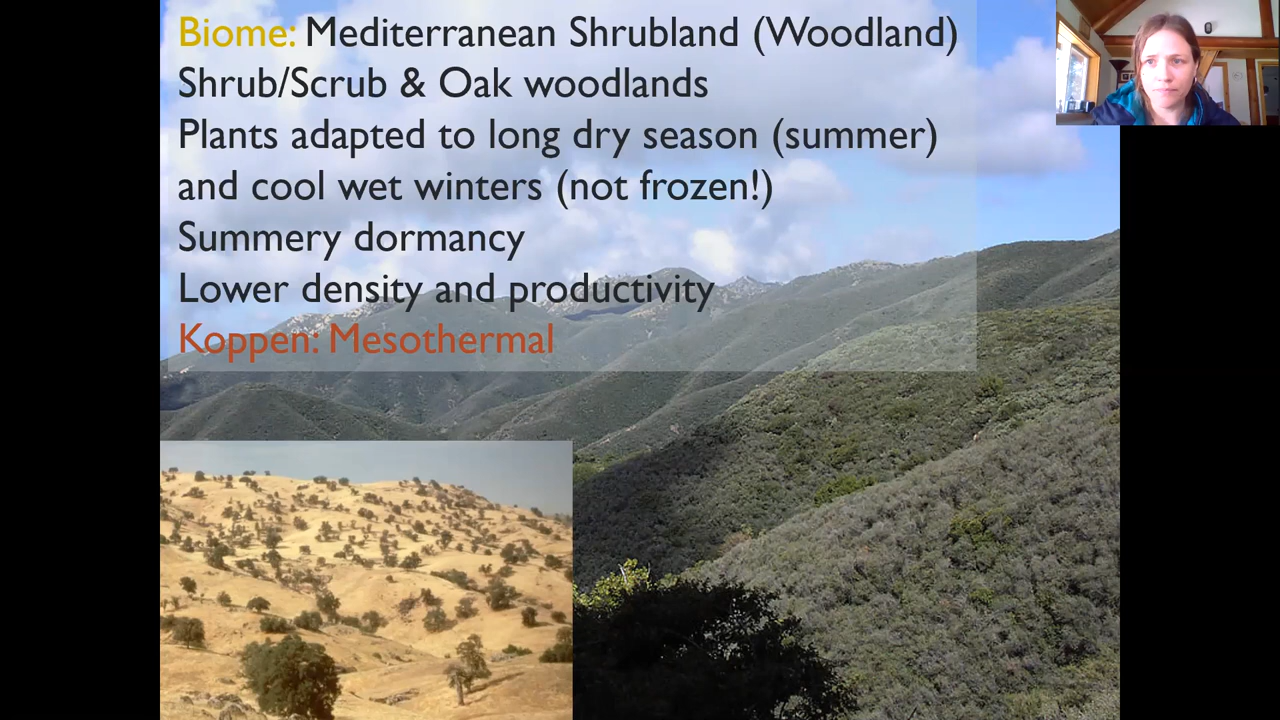 Biome: Mediterranean Shrubland (Woodland)
Shrub/Scrub & Oak woodlands
Plants adapted to long dry season (summer)
and cool wet winters (not frozen!)
Summery dormancy
Lower density and productivity
Koppen: Mesothermal